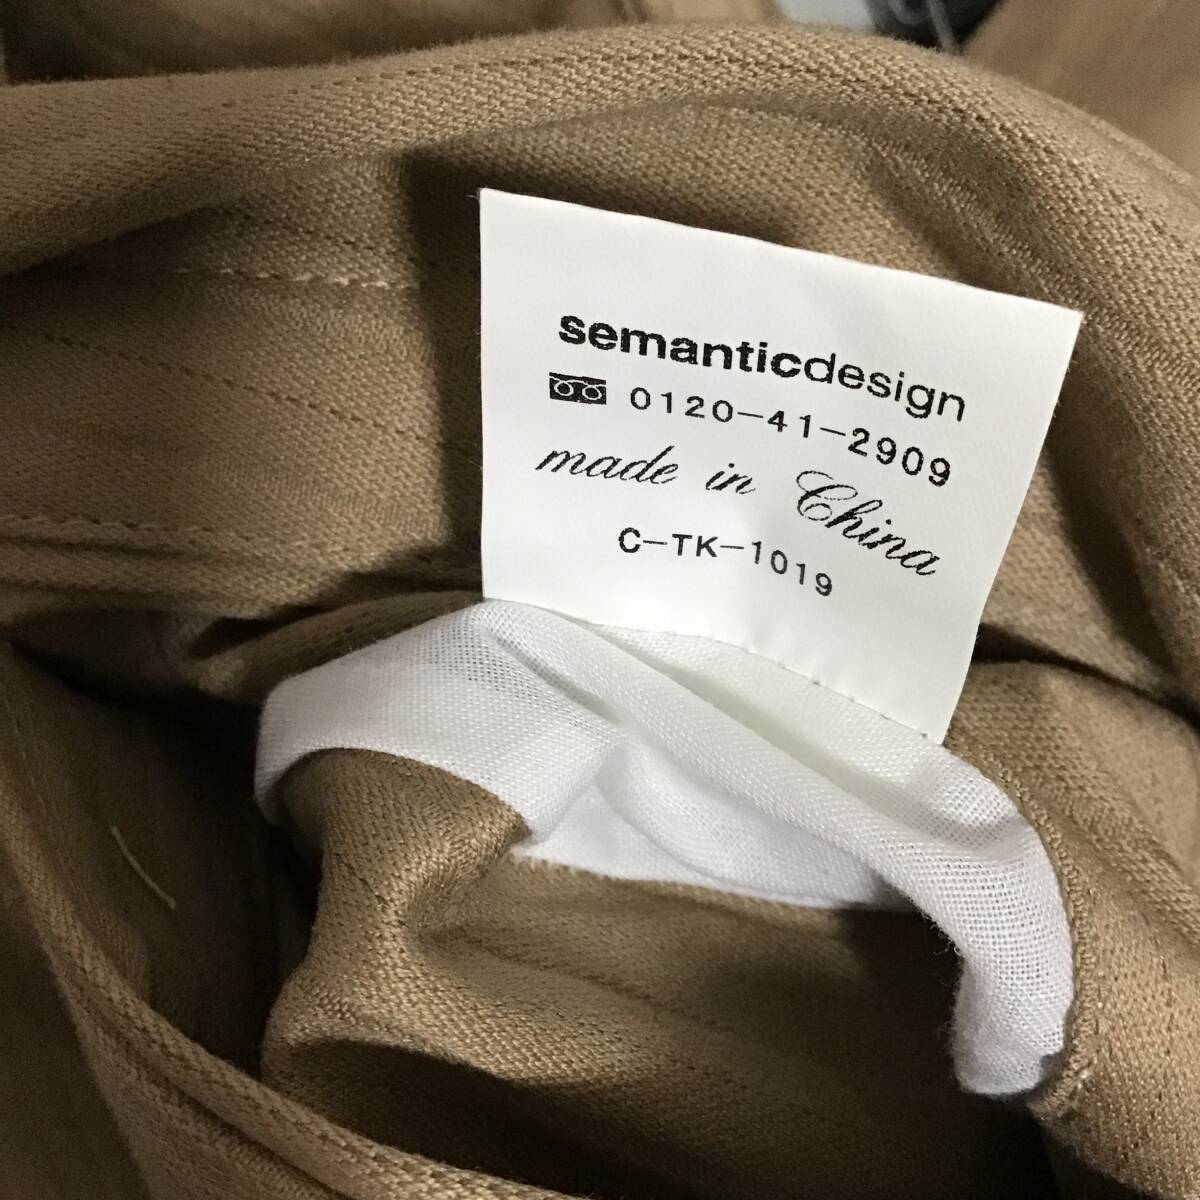 semanticdesign
0120-41-2909
made in China
C-TK-1019